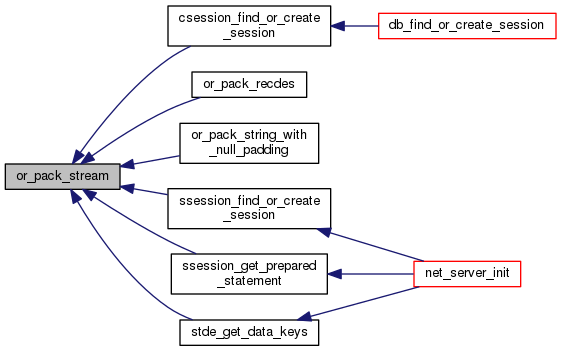 csession_find_or_create
_session
db_find_or_create_session
or_pack_recdes
or_pack_string_with
_null_padding
or_pack_stream
ssession_find_or_create
_session
ssession_get_prepared
_statement
net_server_init
stde_get_data_keys